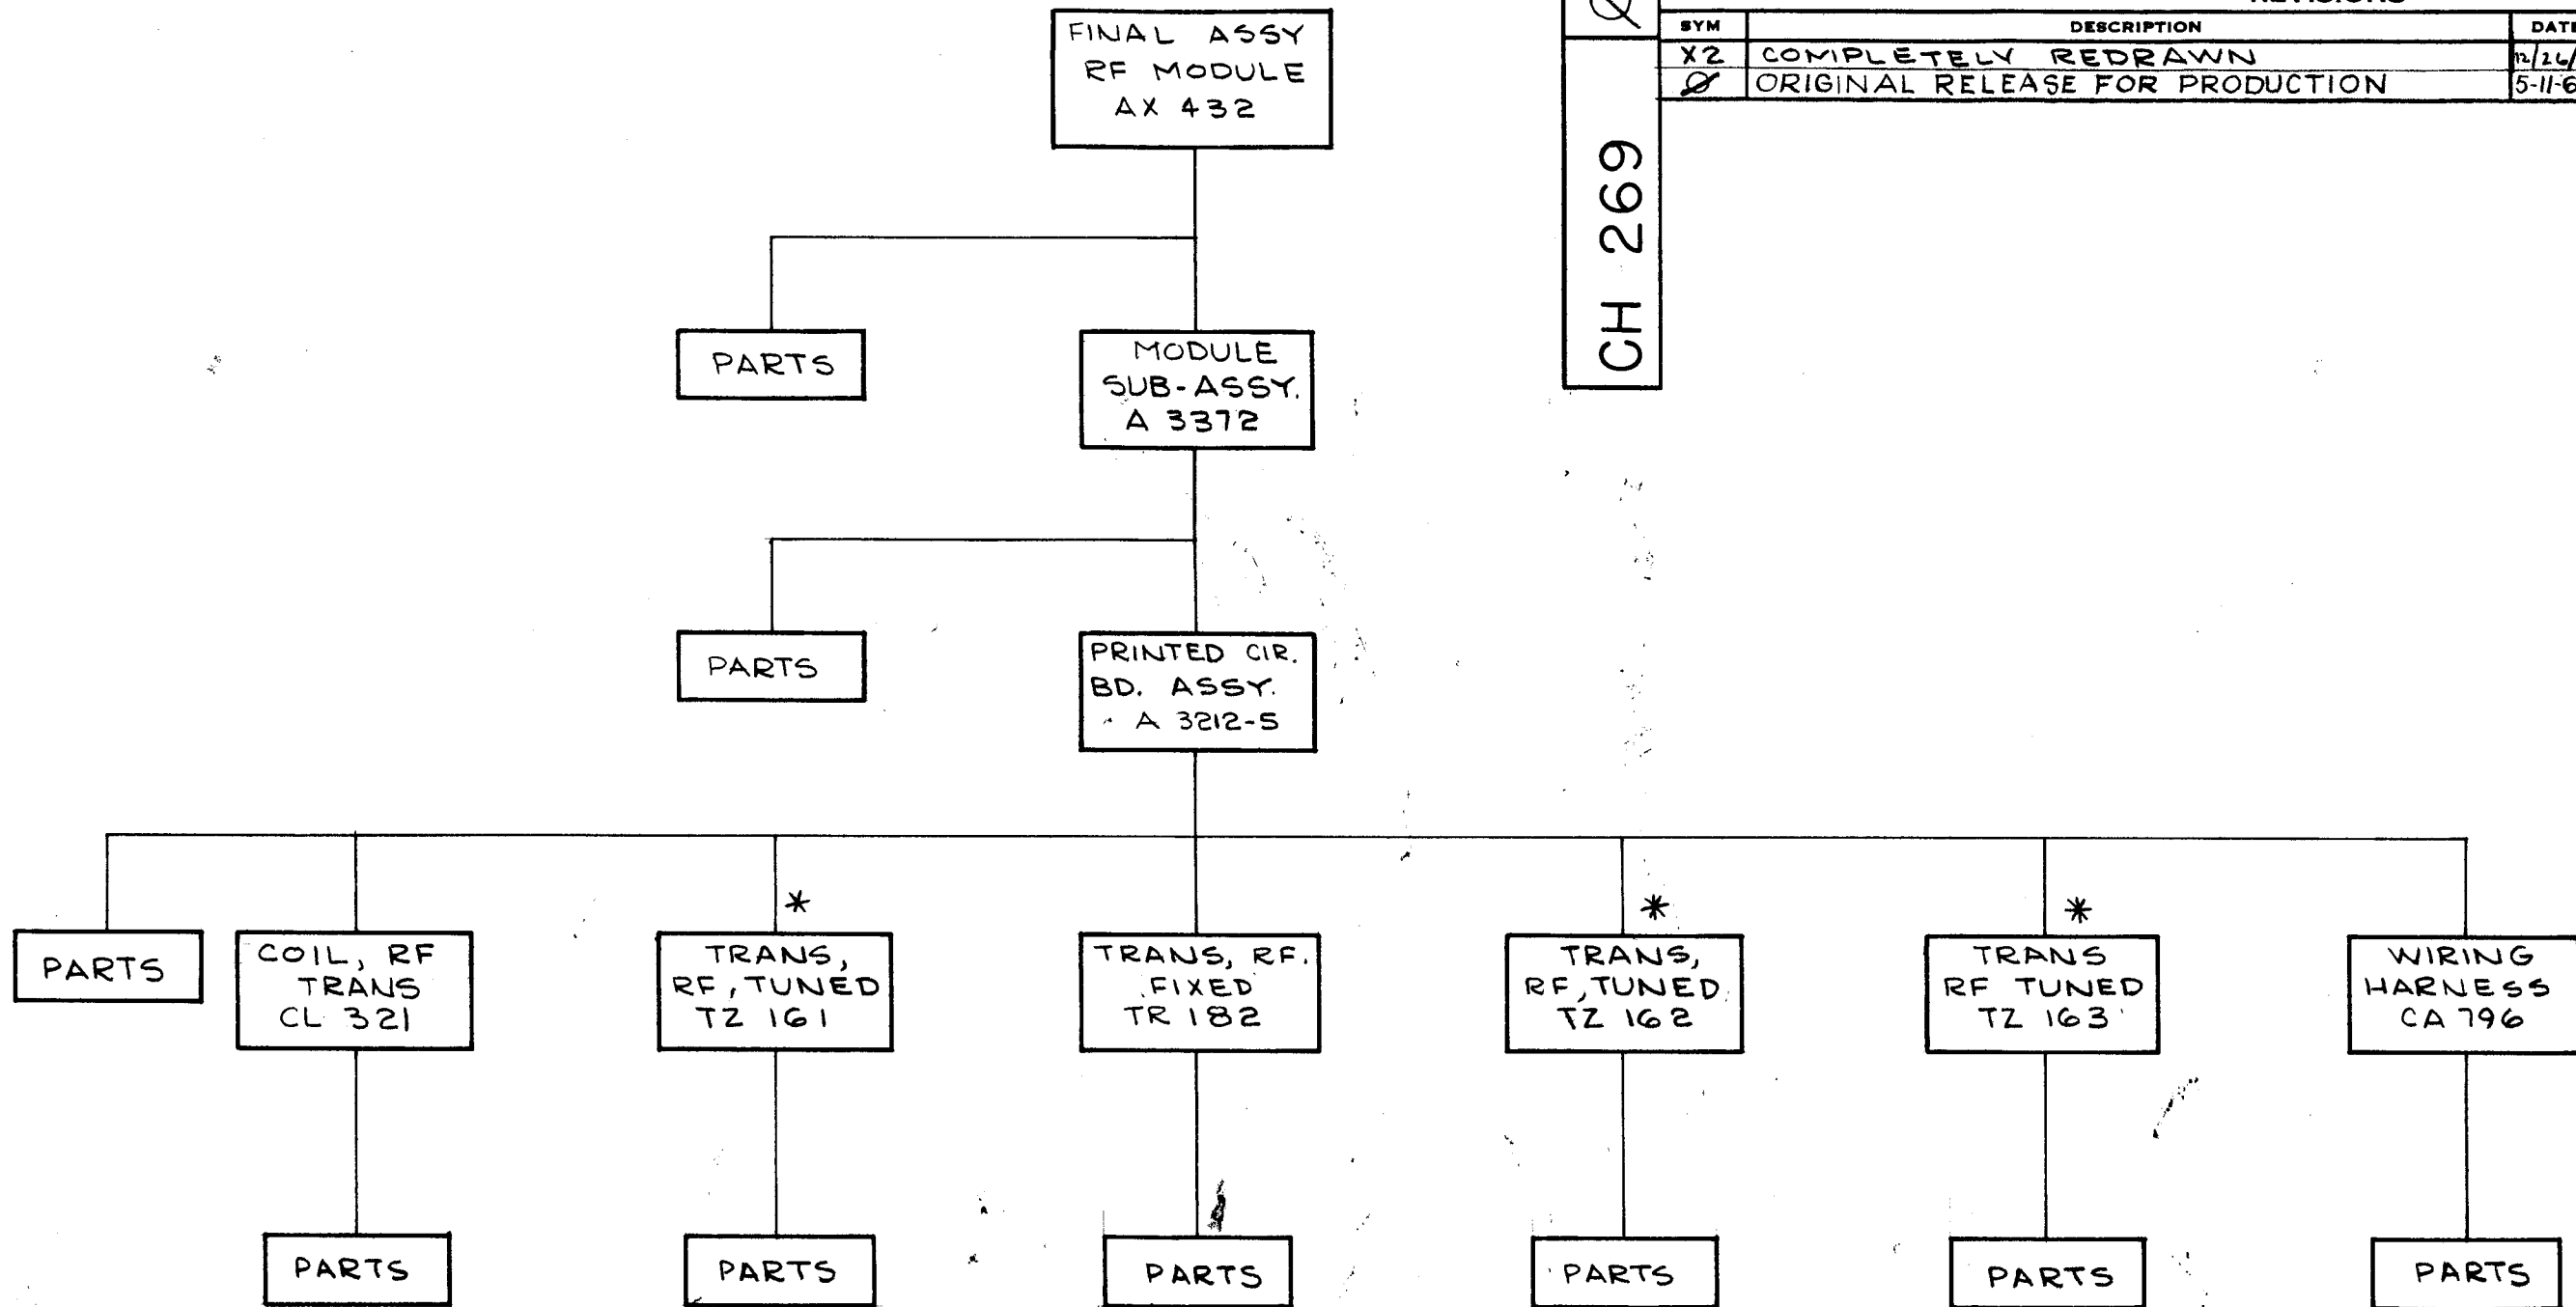 FINAL ASSY
RF MODULE
AX 432
CH 269
SYM DESCRIPTION DATE
X2 COMPLETELY REDRAWN
Ø ORIGINAL RELEASE FOR PRODUCTION
PARTS
MODULE
SUB-ASSY.
A 3372
PARTS
PRINTED CIR.
BD. ASSY.
A 3212-5
PARTS
COIL, RF
TRANS
CL 321
*
TRANS,
RF, TUNED
TZ 161
TRANS, RF.
FIXED
TR 182
*
TRANS,
RF, TUNED
TZ 162
*
TRANS
RF TUNED
TZ 163
WIRING
HARNESS
CA 796
PARTS
PARTS
PARTS
PARTS
PARTS
PARTS